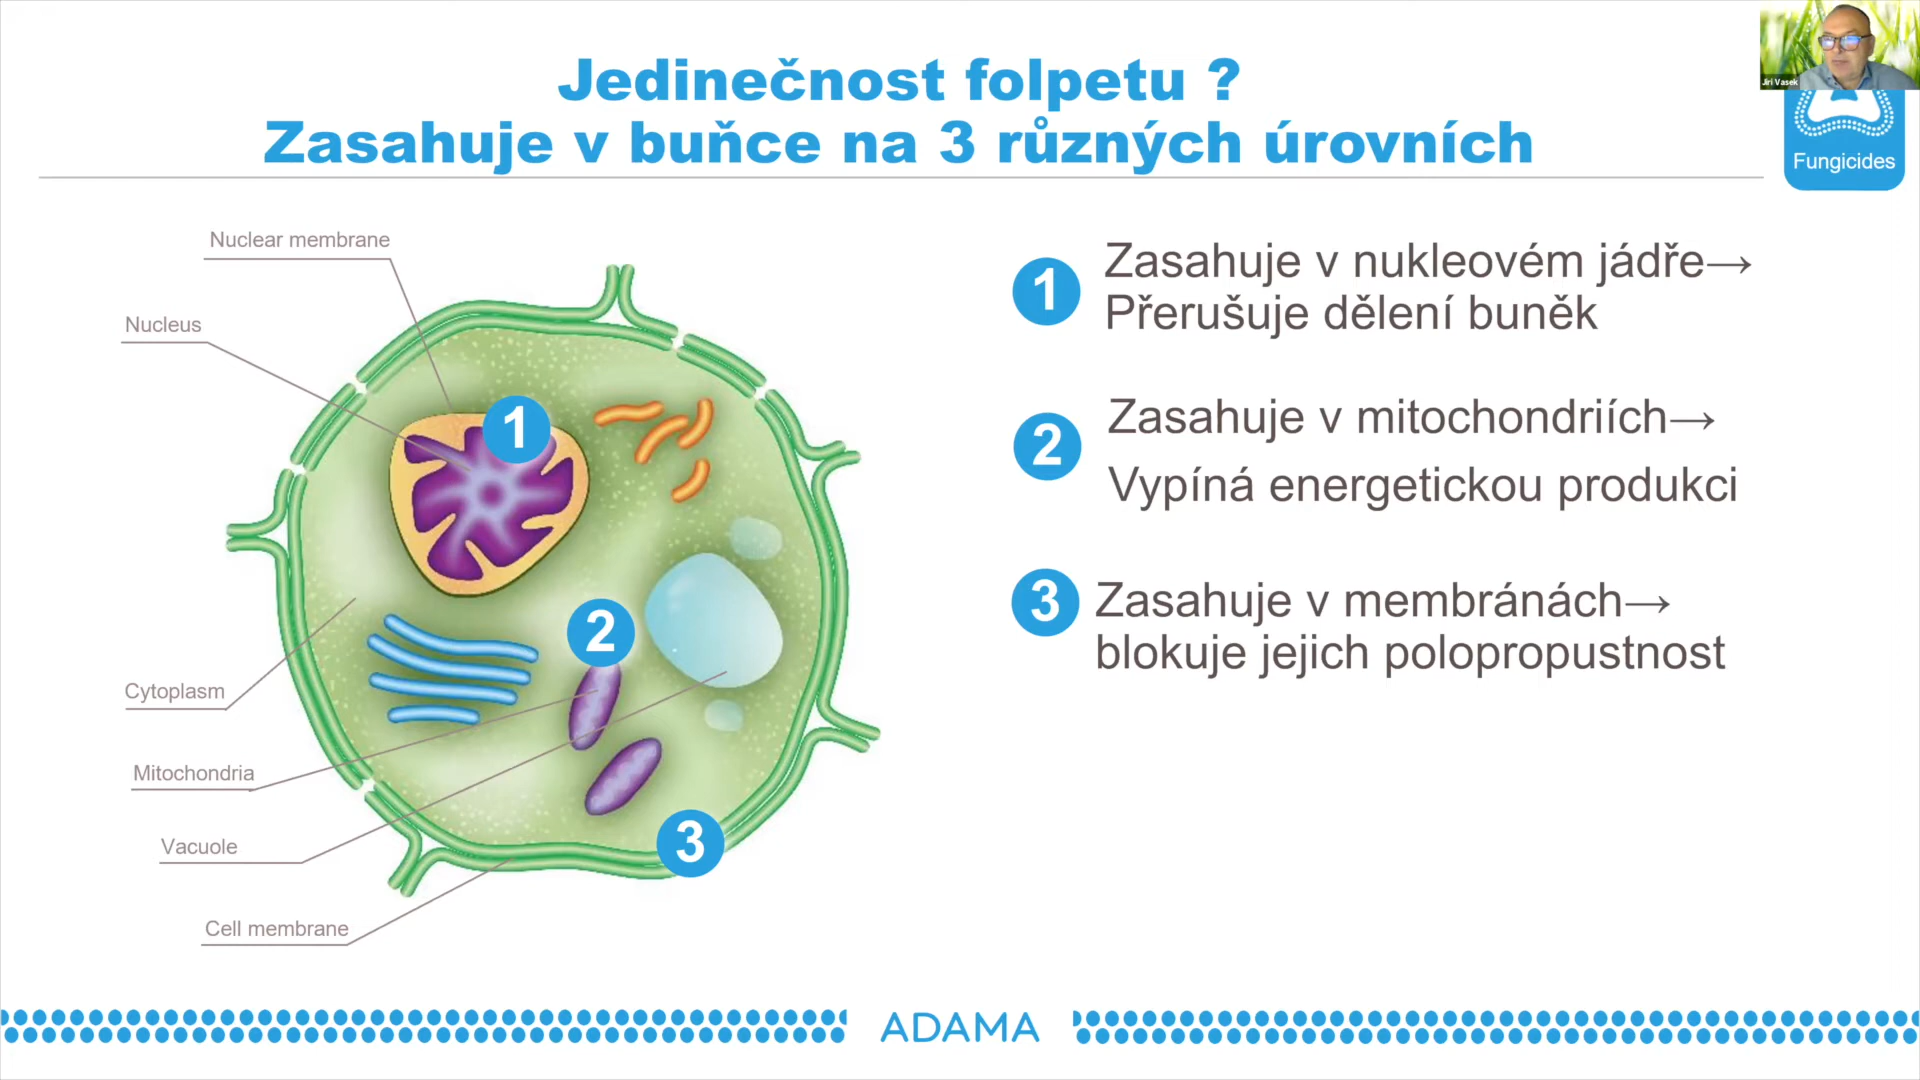 Jedinečnost folpetu ?
Zasahuje v buňce na 3 různých úrovních
Jiri Vasek
Fungicides
Nuclear membrane
Nucleus
Cytoplasm
Mitochondria
Vacuole
Cell membrane
1
2
3
1 Zasahuje v nukleovém jádře→
Přerušuje dělení buněk
2 Zasahuje v mitochondriích→
Vypíná energetickou produkci
3 Zasahuje v membránách→
blokuje jejich polopropustnost
ADAMA